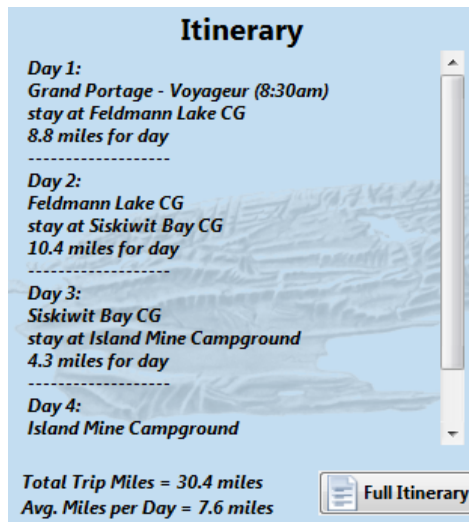 Itinerary
Day 1:
Grand Portage - Voyageur (8:30am)
stay at Feldmann Lake CG
8.8 miles for day
-------------------
Day 2:
Feldmann Lake CG
stay at Siskiwit Bay CG
10.4 miles for day
-------------------
Day 3:
Siskiwit Bay CG
stay at Island Mine Campground
4.3 miles for day
-------------------
Day 4:
Island Mine Campground
Total Trip Miles = 30.4 miles
Avg. Miles per Day = 7.6 miles
Full Itinerary